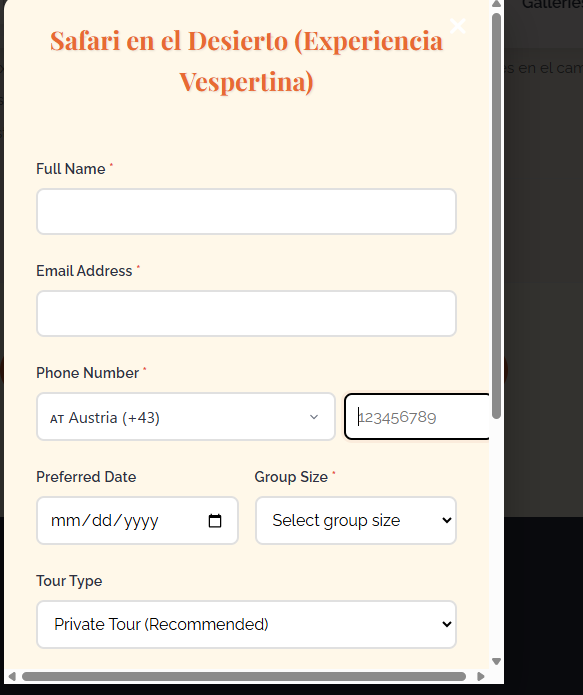 Galleries
Safari en el Desierto (Experiencia
Vespertina)
es en el cam
Full Name *
Email Address *
Phone Number *
AT Austria (+43)
123456789
Preferred Date
Group Size *
mm/dd/yyyy
Select group size
Tour Type
Private Tour (Recommended)